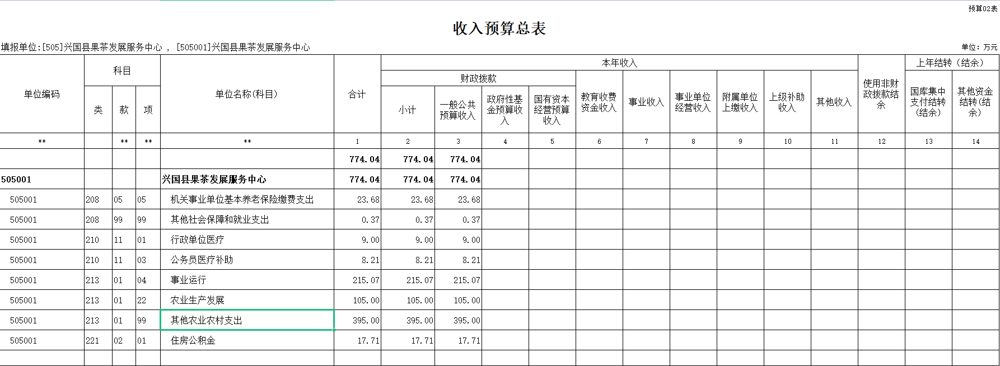 预算02表
收入预算总表
填报单位:[505]兴国县果茶发展服务中心 , [505001]兴国县果茶发展服务中心 单位: 万元
单位编码 科目 单位名称(科目) 合计 本年收入 使用非财政拨款结余 上年结转（结余）
财政拨款 教育收费资金收入 事业收入 事业单位经营收入 附属单位上缴收入 上级补助收入 其他收入 国库集中支付结转(结余) 其他资金结转(结余)
类 款 项 小计 一般公共预算收入 政府性基金预算收入 国有资本经营预算收入
** ** ** ** 1 2 3 4 5 6 7 8 9 10 11 12 13 14
774.04 774.04 774.04
505001 兴国县果茶发展服务中心 774.04 774.04 774.04
505001 208 05 05 机关事业单位基本养老保险缴费支出 23.68 23.68 23.68
505001 208 99 99 其他社会保障和就业支出 0.37 0.37 0.37
505001 210 11 01 行政单位医疗 9.00 9.00 9.00
505001 210 11 03 公务员医疗补助 8.21 8.21 8.21
505001 213 01 04 事业运行 215.07 215.07 215.07
505001 213 01 22 农业生产发展 105.00 105.00 105.00
505001 213 01 99 其他农业农村支出 395.00 395.00 395.00
505001 221 02 01 住房公积金 17.71 17.71 17.71